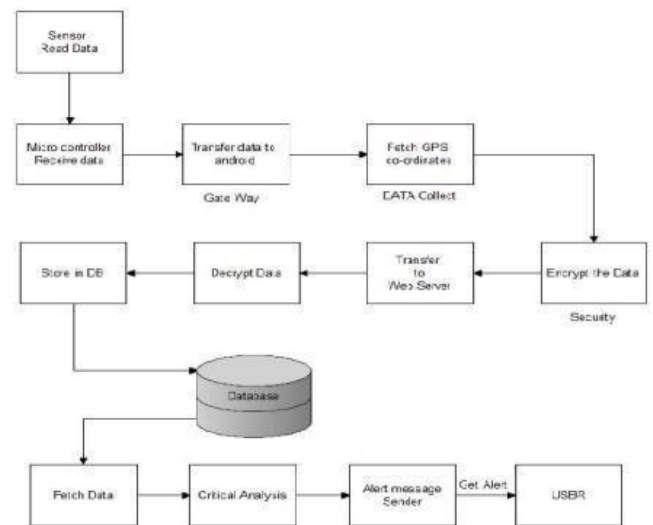 Sensor
Read Data
Micro controller
Receive data
Transfer data to
android
Fetch GPS
co-ordinates
Gate Way
DATA Collect
Store in DB
Decrypt Data
Transfer
to
Web Server
Encrypt the Data
Security
Database
Fetch Data
Critical Analysis
Alert message
Sender
Get Alert
USER